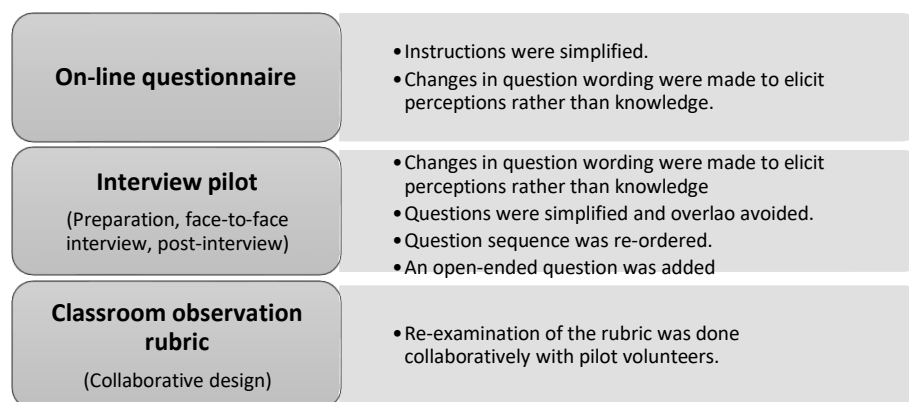 On-line questionnaire
•Instructions were simplified.
•Changes in question wording were made to elicit
perceptions rather than knowledge.
Interview pilot
(Preparation, face-to-face
interview, post-interview)
•Changes in question wording were made to elicit
perceptions rather than knowledge
•Questions were simplified and overlao avoided.
•Question sequence was re-ordered.
•An open-ended question was added
Classroom observation
rubric
(Collaborative design)
•Re-examination of the rubric was done
collaboratively with pilot volunteers.